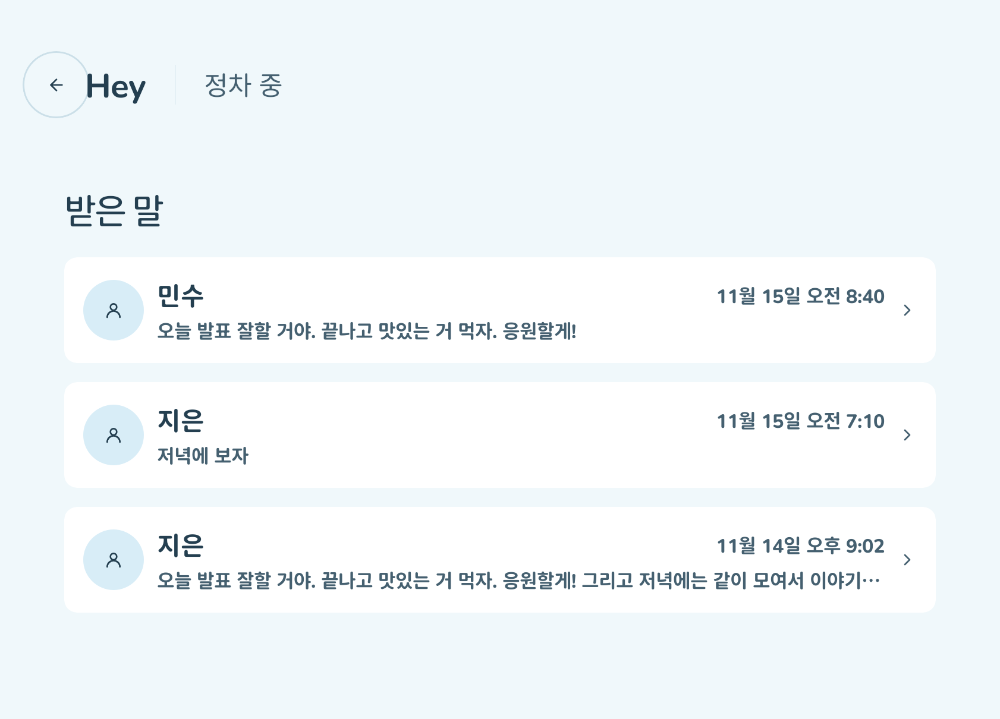 Hey
정차 중
받은 말
민수
11월 15일 오전 8:40
오늘 발표 잘할 거야. 끝나고 맛있는 거 먹자. 응원할게!
지은
11월 15일 오전 7:10
저녁에 보자
지은
11월 14일 오후 9:02
오늘 발표 잘할 거야. 끝나고 맛있는 거 먹자. 응원할게! 그리고 저녁에는 같이 모여서 이야기…